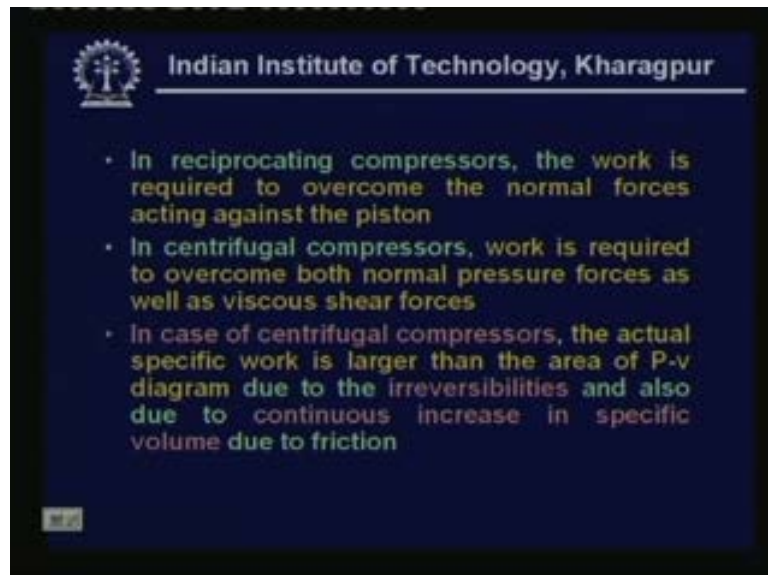 Indian Institute of Technology, Kharagpur
• In reciprocating compressors, the work is
required to overcome the normal forces
acting against the piston
• In centrifugal compressors, work is required
to overcome both normal pressure forces as
well as viscous shear forces
• In case of centrifugal compressors, the actual
specific work is larger than the area of P-v
diagram due to the irreversibilities and also
due to continuous increase in specific
volume due to friction